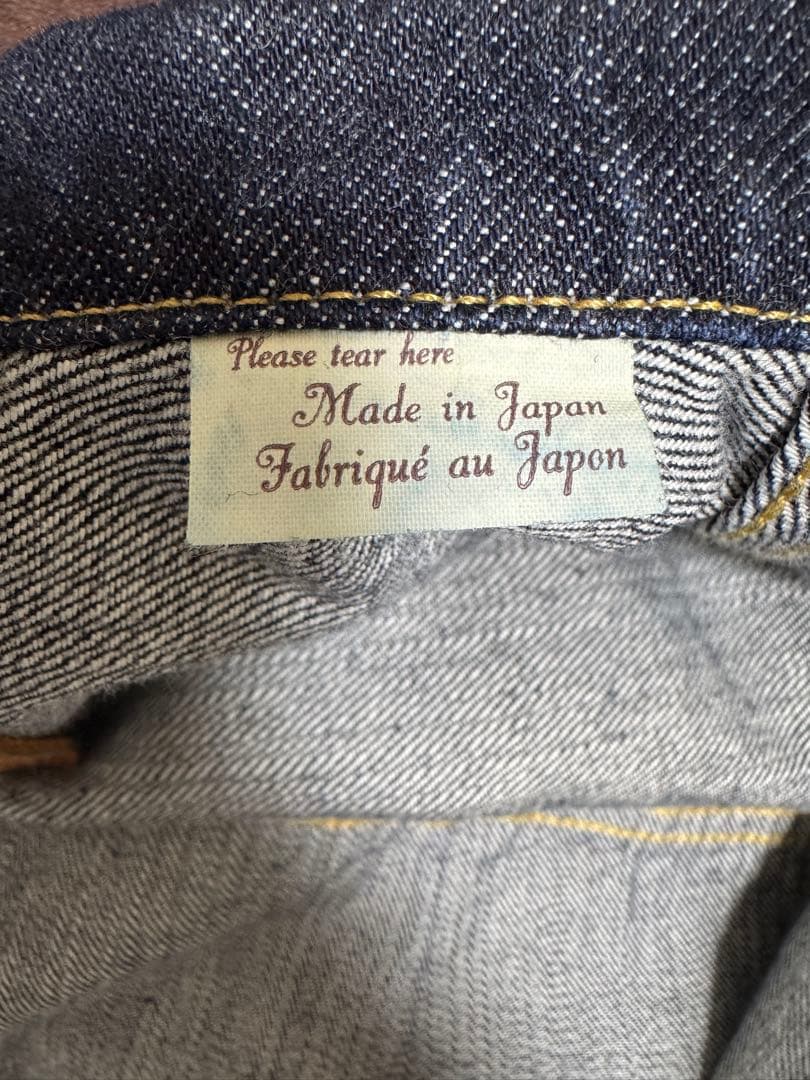 Please tear here
Made in Japan
Fabriqué au Japon